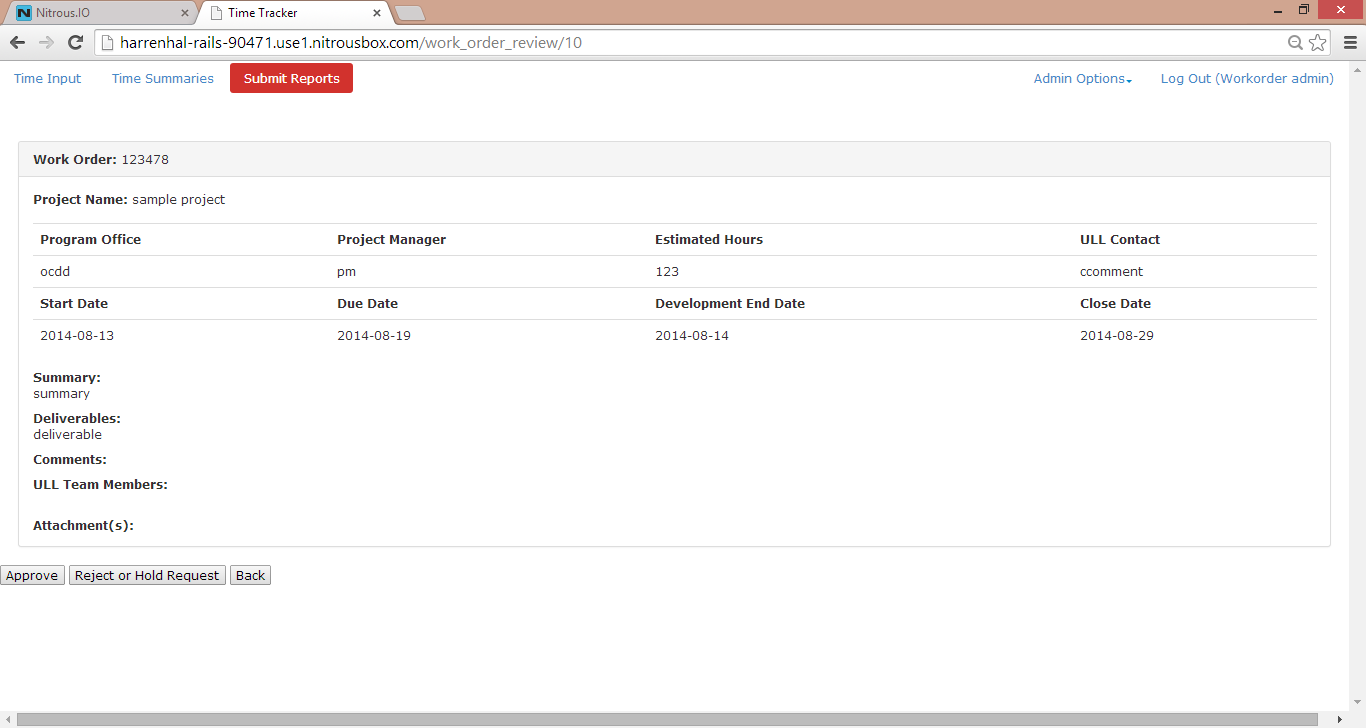 Nitrous.IO Time Tracker
harrenhal-rails-90471.use1.nitrousbox.com/work_order_review/10
Time Input Time Summaries Submit Reports Admin Options Log Out (Workorder admin)
Work Order: 123478
Project Name: sample project
Program Office Project Manager Estimated Hours ULL Contact
ocdd pm 123 ccomment
Start Date Due Date Development End Date Close Date
2014-08-13 2014-08-19 2014-08-14 2014-08-29
Summary:
summary
Deliverables:
deliverable
Comments:
ULL Team Members:
Attachment(s):
Approve Reject or Hold Request Back